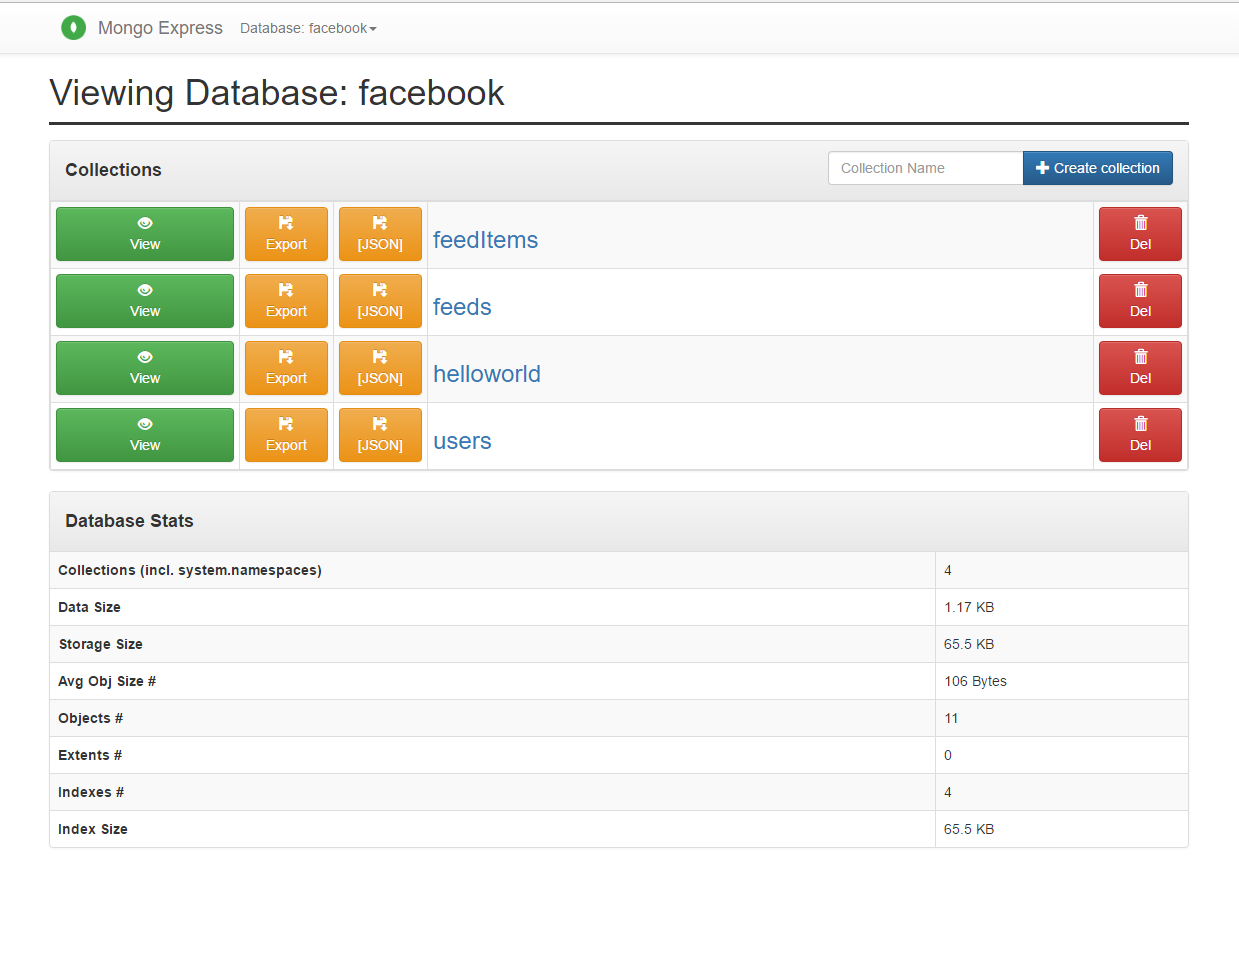 Mongo Express Database: facebook
Viewing Database: facebook
Collections Collection Name Create collection
View Export [JSON] feedItems Del
View Export [JSON] feeds Del
View Export [JSON] helloworld Del
View Export [JSON] users Del
Database Stats
Collections (incl. system.namespaces) 4
Data Size 1.17 KB
Storage Size 65.5 KB
Avg Obj Size # 106 Bytes
Objects # 11
Extents # 0
Indexes # 4
Index Size 65.5 KB